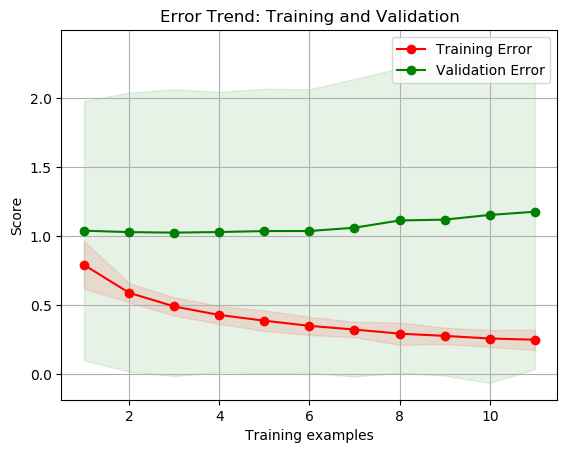 Error Trend: Training and Validation
Training Error
Validation Error
Score
2.0
1.5
1.0
0.5
0.0
2 4 6 8 10
Training examples